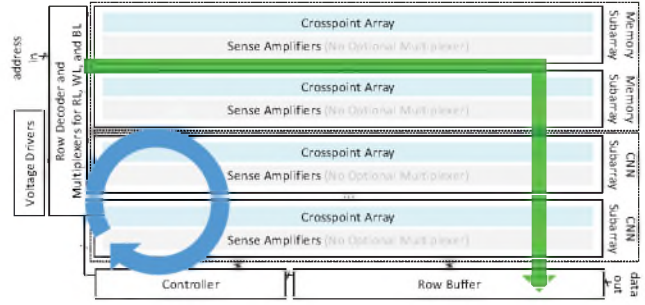 address
in
Voltage Drivers
Row Decoder and
Multiplexers for RL, WL, and BL
Crosspoint Array
Sense Amplifiers (No Optional Multiplexer)
Memory
Subarray
Crosspoint Array
Sense Amplifiers (No Optional Multiplexer)
Memory
Subarray
Crosspoint Array
Sense Amplifiers (No Optional Multiplexer)
CNN
Subarray
...
Crosspoint Array
Sense Amplifiers (No Optional Multiplexer)
CNN
Subarray
Controller
Row Buffer
data
out